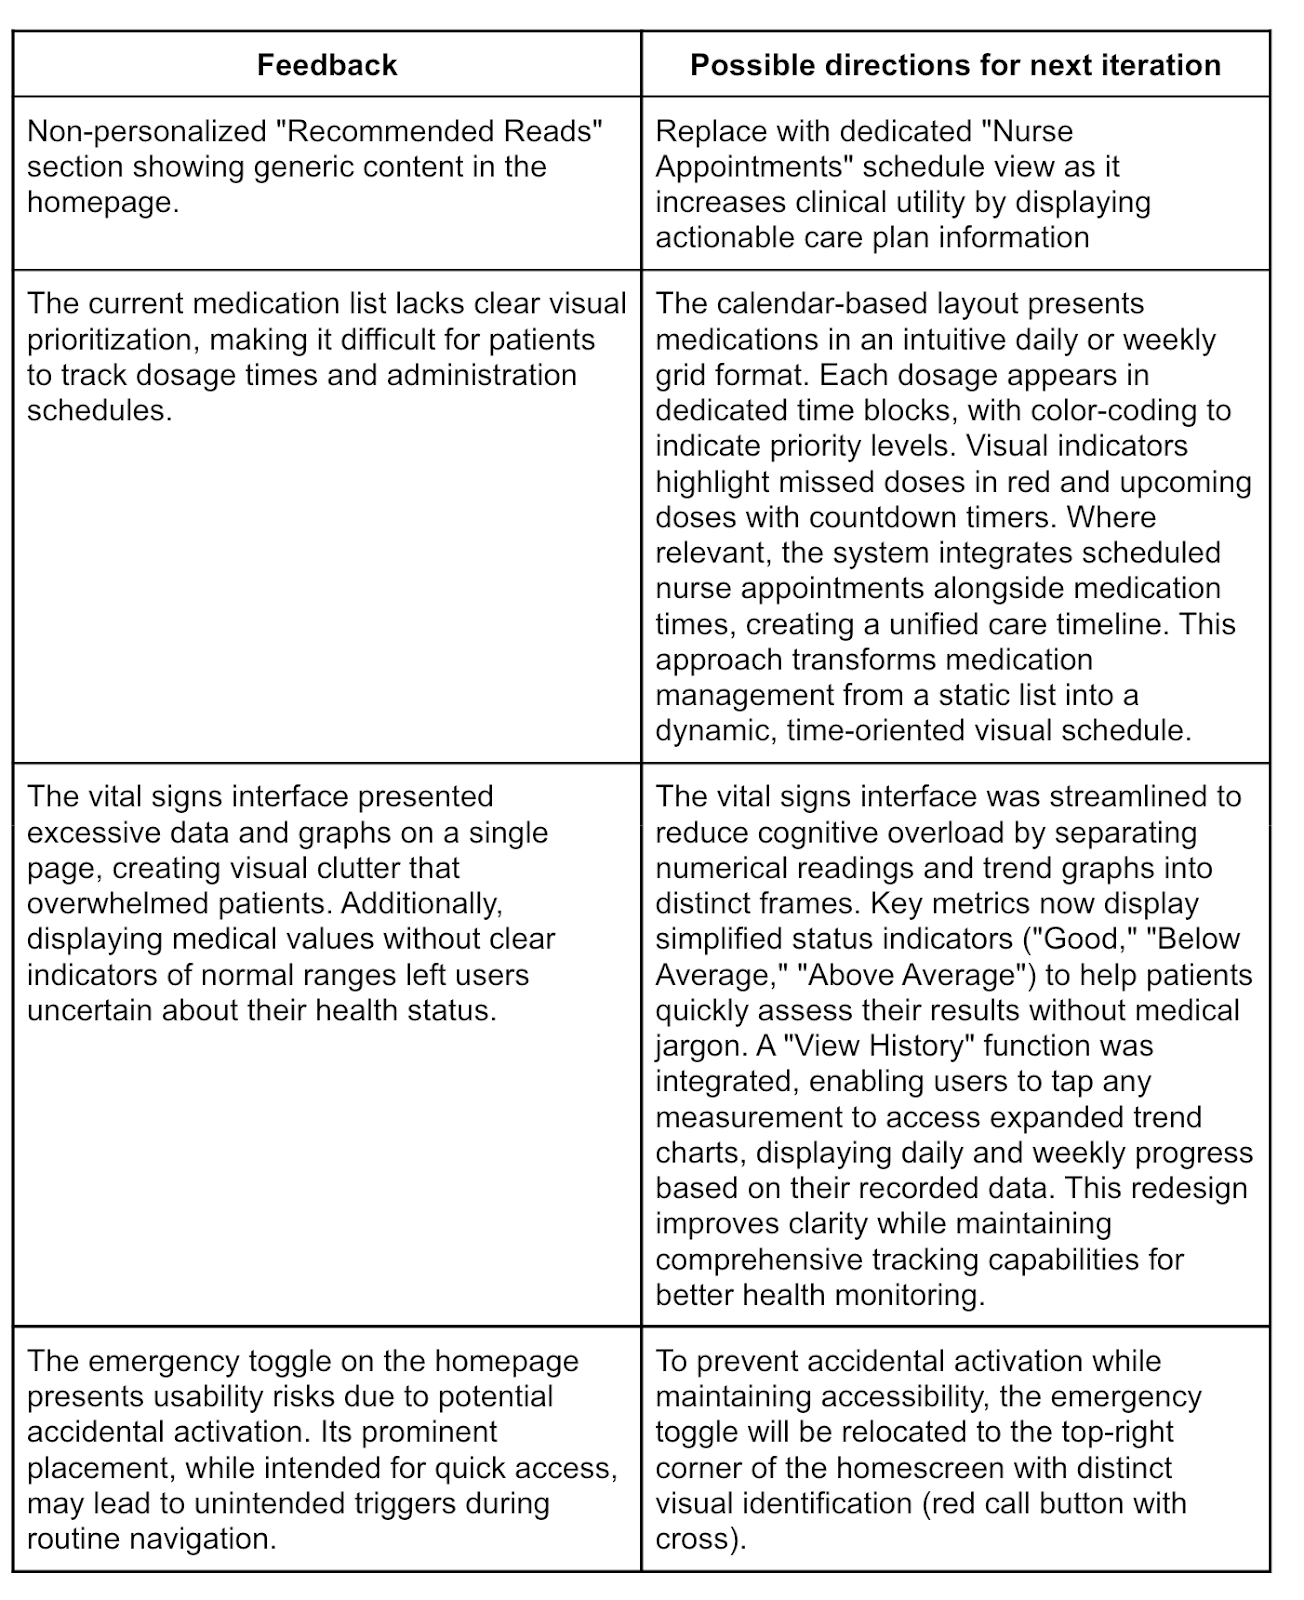 Feedback
Possible directions for next iteration
Non-personalized "Recommended Reads"
section showing generic content in the
homepage.
Replace with dedicated "Nurse
Appointments" schedule view as it
increases clinical utility by displaying
actionable care plan information
The current medication list lacks clear visual
prioritization, making it difficult for patients
to track dosage times and administration
schedules.
The calendar-based layout presents
medications in an intuitive daily or weekly
grid format. Each dosage appears in
dedicated time blocks, with color-coding to
indicate priority levels. Visual indicators
highlight missed doses in red and upcoming
doses with countdown timers. Where
relevant, the system integrates scheduled
nurse appointments alongside medication
times, creating a unified care timeline. This
approach transforms medication
management from a static list into a
dynamic, time-oriented visual schedule.
The vital signs interface presented
excessive data and graphs on a single
page, creating visual clutter that
overwhelmed patients. Additionally,
displaying medical values without clear
indicators of normal ranges left users
uncertain about their health status.
The vital signs interface was streamlined to
reduce cognitive overload by separating
numerical readings and trend graphs into
distinct frames. Key metrics now display
simplified status indicators ("Good," "Below
Average," "Above Average") to help patients
quickly assess their results without medical
jargon. A "View History" function was
integrated, enabling users to tap any
measurement to access expanded trend
charts, displaying daily and weekly progress
based on their recorded data. This redesign
improves clarity while maintaining
comprehensive tracking capabilities for
better health monitoring.
The emergency toggle on the homepage
presents usability risks due to potential
accidental activation. Its prominent
placement, while intended for quick access,
may lead to unintended triggers during
routine navigation.
To prevent accidental activation while
maintaining accessibility, the emergency
toggle will be relocated to the top-right
corner of the homescreen with distinct
visual identification (red call button with
cross).